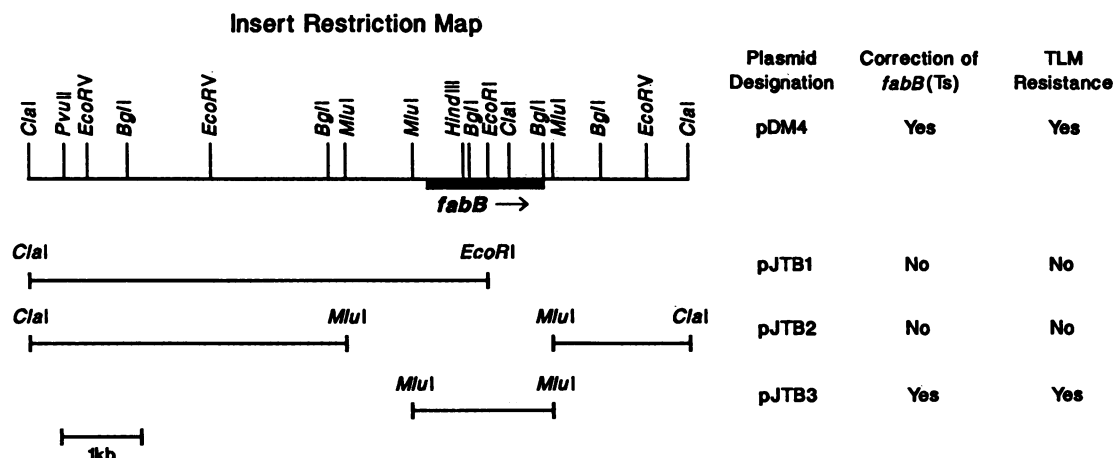 Insert Restriction Map
Plasmid Designation
Correction of fabB(Ts)
TLM Resistance
ClaI
PvuII
EcoRV
BglI
EcoRV
BglI
MluI
MluI
HindIII
BglI
EcoRI
ClaI
BglI
MluI
BglI
EcoRV
ClaI
pDM4 Yes Yes
fabB →
ClaI EcoRI
pJTB1 No No
ClaI MluI MluI ClaI
pJTB2 No No
MluI MluI
pJTB3 Yes Yes
1kb